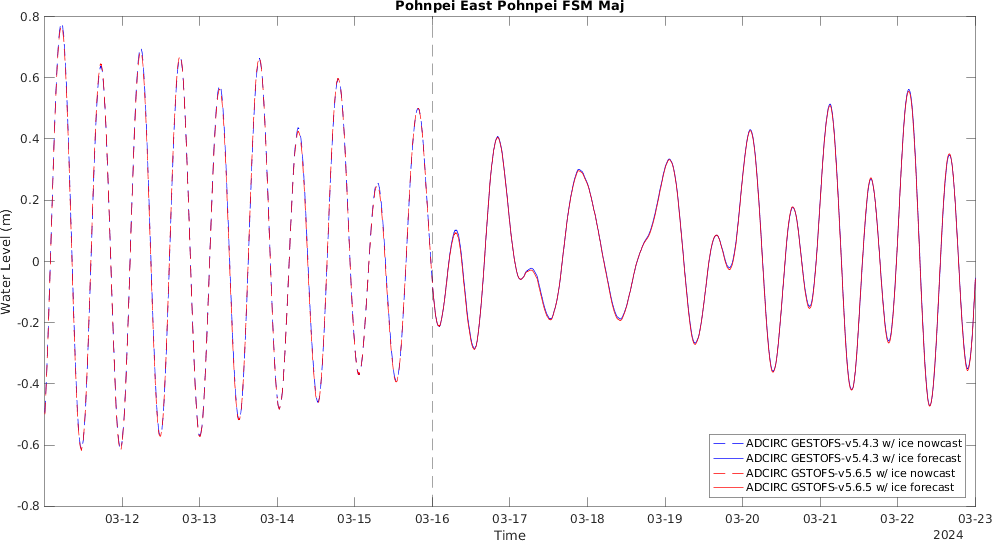 Pohnpei East Pohnpei FSM Maj
0.8
0.6
0.4
0.2
0
-0.2
-0.4
-0.6
-0.8
Water Level (m)
ADCIRC GESTOFS-v5.4.3 w/ ice nowcast
ADCIRC GESTOFS-v5.4.3 w/ ice forecast
ADCIRC GSTOFS-v5.6.5 w/ ice nowcast
ADCIRC GSTOFS-v5.6.5 w/ ice forecast
03-12 03-13 03-14 03-15 03-16 03-17 03-18 03-19 03-20 03-21 03-22 03-23
Time
2024